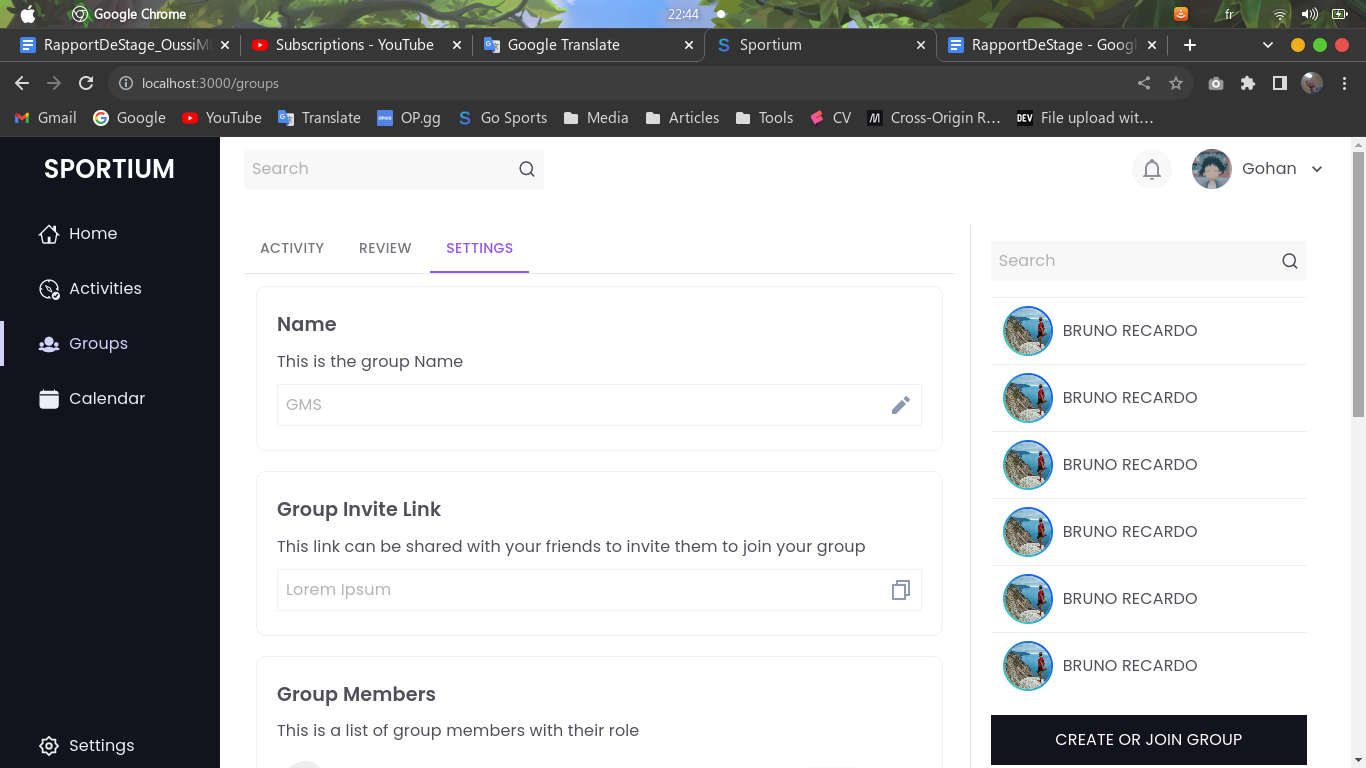 Google Chrome
22:44
fr
RapportDeStage_OussiM
Subscriptions - YouTube
Google Translate
Sportium
RapportDeStage - Googl
localhost:3000/groups
Gmail
Google
YouTube
Translate
OP.gg
Go Sports
Media
Articles
Tools
CV
Cross-Origin R...
DEV
File upload wit...
SPORTIUM
Search
Gohan
Home
Activities
Groups
Calendar
Settings
ACTIVITY
REVIEW
SETTINGS
Name
This is the group Name
GMS
Group Invite Link
This link can be shared with your friends to invite them to join your group
Lorem Ipsum
Group Members
This is a list of group members with their role
Search
BRUNO RECARDO
BRUNO RECARDO
BRUNO RECARDO
BRUNO RECARDO
BRUNO RECARDO
BRUNO RECARDO
CREATE OR JOIN GROUP